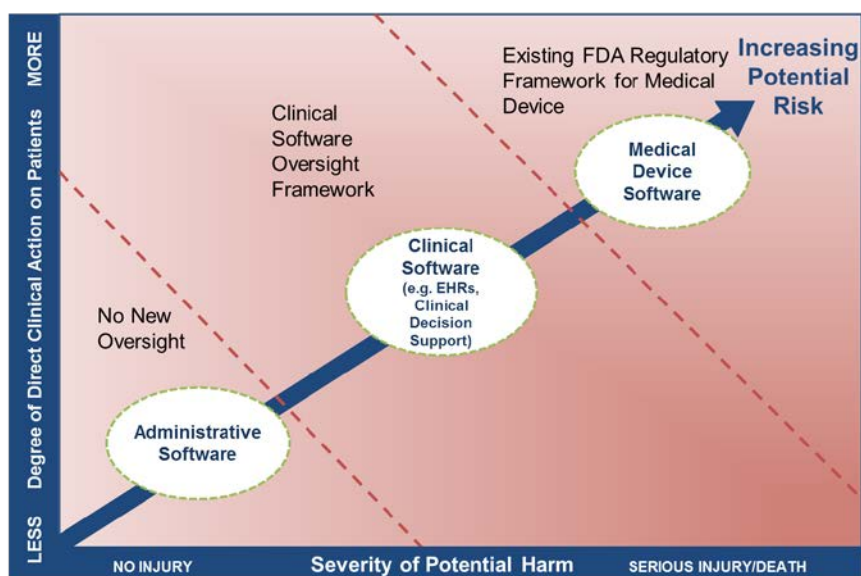 Degree of Direct Clinical Action on Patients
MORE
LESS
Existing FDA Regulatory
Framework for Medical
Device
Increasing
Potential
Risk
Clinical
Software
Oversight
Framework
Medical
Device
Software
Clinical
Software
(e.g. EHRs,
Clinical
Decision
Support)
No New
Oversight
Administrative
Software
NO INJURY
Severity of Potential Harm
SERIOUS INJURY/DEATH